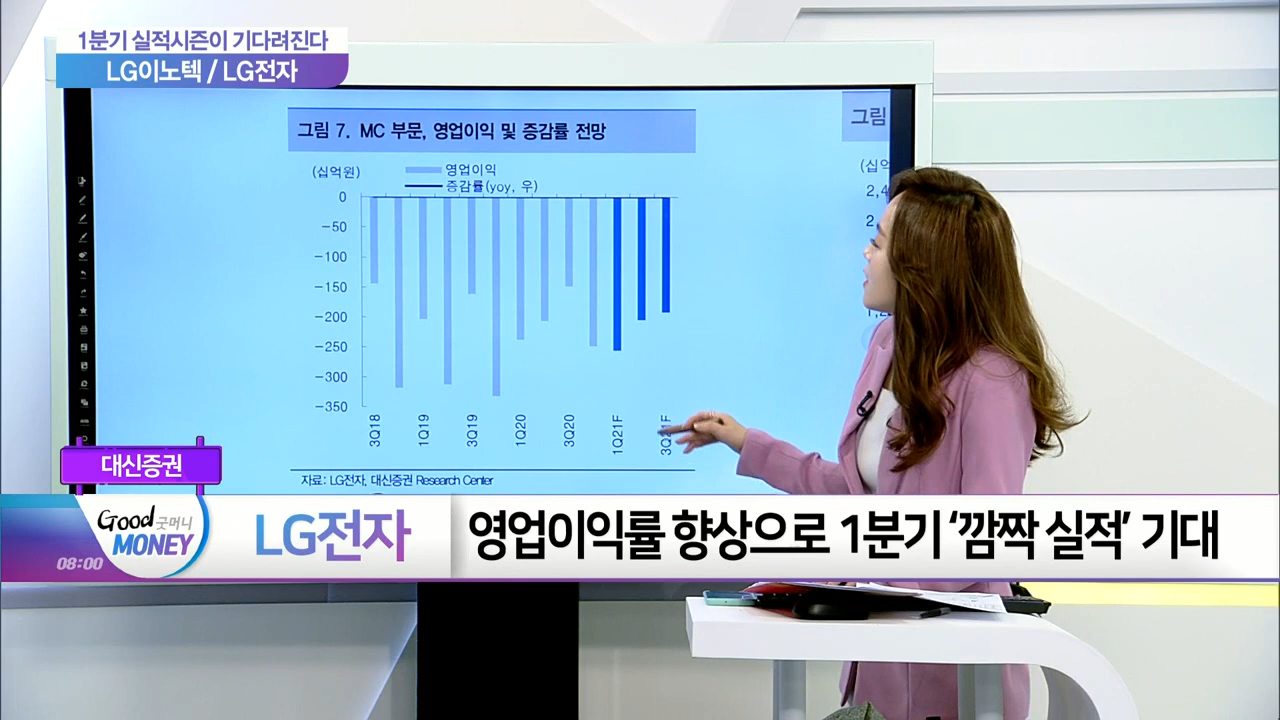 1분기 실적시즌이 기다려진다
LG이노텍 / LG전자
그림 7. MC 부문, 영업이익 및 증감률 전망
(십억원)
영업이익
증감률(yoy, 우)
0
-50
-100
-150
-200
-250
-300
-350
3Q18
1Q19
3Q19
1Q20
3Q20
1Q21F
자료: LG전자, 대신증권 Research Center
그림
대신증권
Good 굿머니
MONEY
08:00
LG전자
영업이익률 향상으로 1분기 ‘깜짝 실적’ 기대